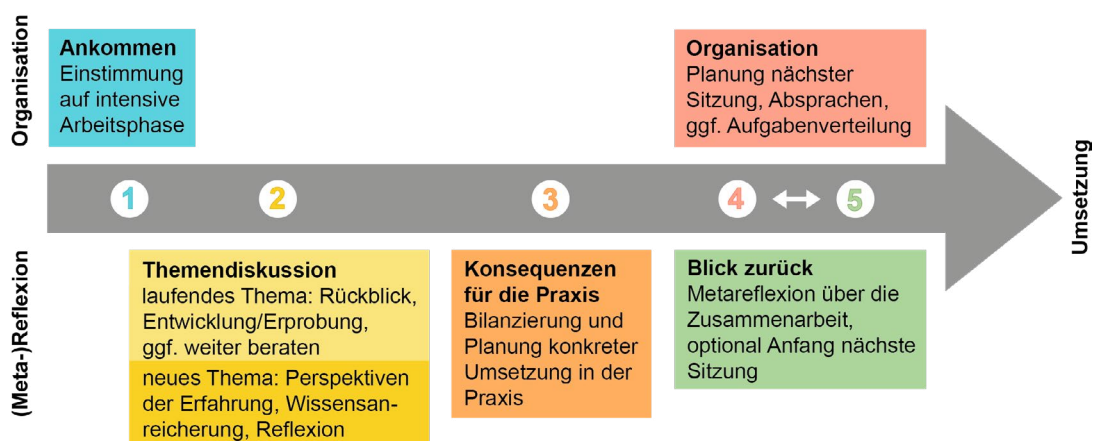 Organisation
Ankommen
Einstimmung
auf intensive
Arbeitsphase
Organisation
Planung nächster
Sitzung, Absprachen,
ggf. Aufgabenverteilung
1
2
3
4
5
Umsetzung
(Meta-)Reflexion
Themendiskussion
laufendes Thema: Rückblick,
Entwicklung/Erprobung,
ggf. weiter beraten
neues Thema: Perspektiven
der Erfahrung, Wissensan-
reicherung, Reflexion
Konsequenzen
für die Praxis
Bilanzierung und
Planung konkreter
Umsetzung in der
Praxis
Blick zurück
Metareflexion über die
Zusammenarbeit,
optional Anfang nächste
Sitzung